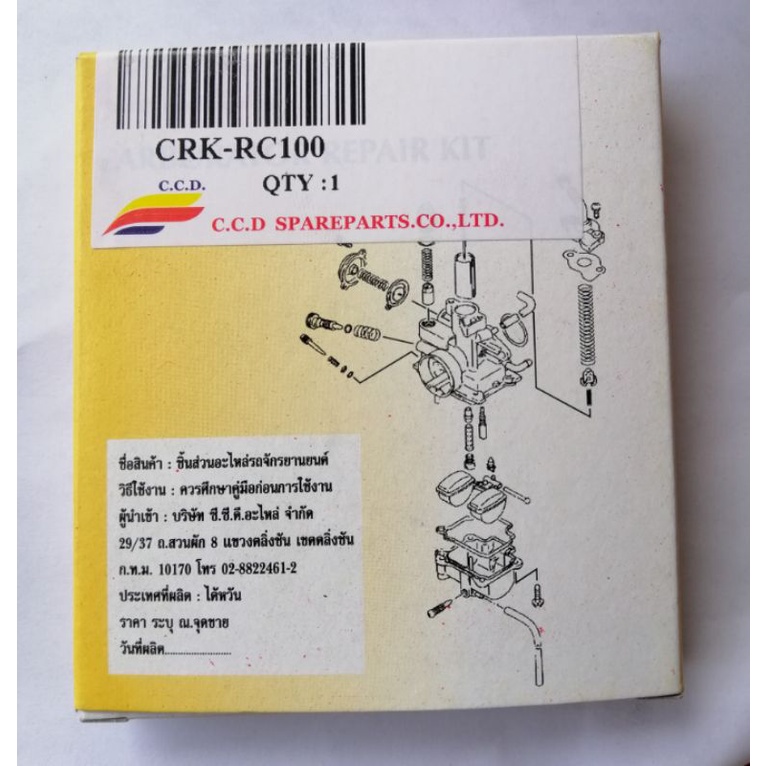 CARBURATOR REPAIR KIT
CRK-RC100
C.C.D. QTY : 1
C.C.D SPAREPARTS.CO.,LTD.
ชื่อสินค้า : ชิ้นส่วนอะไหล่รถจักรยานยนต์
วิธีใช้งาน : ควรศึกษาคู่มือก่อนการใช้งาน
ผู้นำเข้า : บริษัท ซี.ซี.ดี.อะไหล่ จำกัด
29/37 ถ.สวนผัก 8 แขวงตลิ่งชัน เขตตลิ่งชัน
ก.ท.ม. 10170 โทร 02-8822461-2
ประเทศที่ผลิต : ไต้หวัน
ราคา ระบุ ณ.จุดขาย
วันที่ผลิต........................